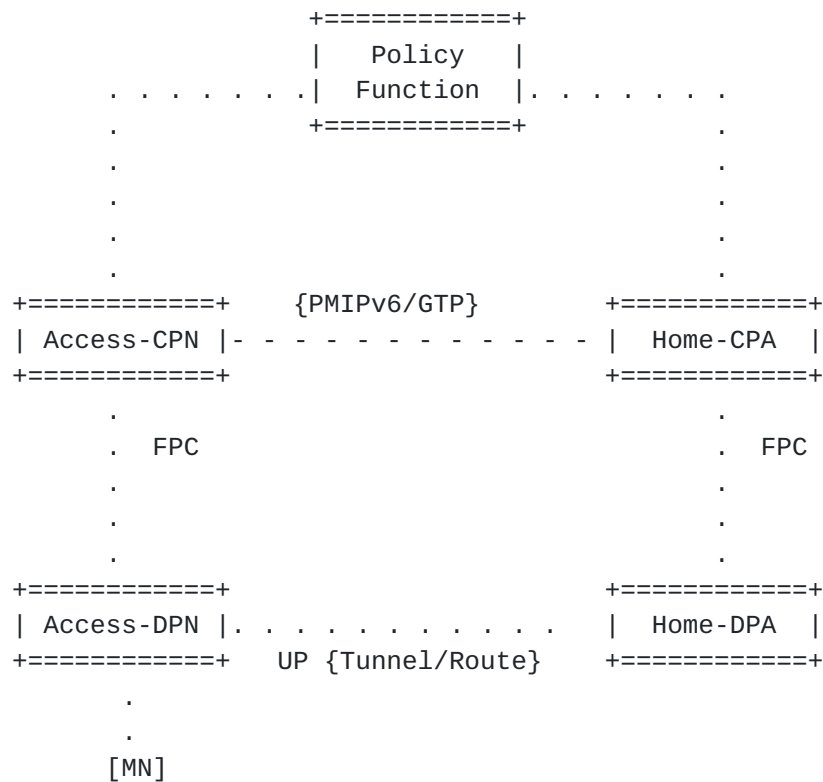 Policy
Function
{PMIPv6/GTP}
Access-CPN Home-CPA
FPC FPC
Access-DPN Home-DPA
UP {Tunnel/Route}
[MN]